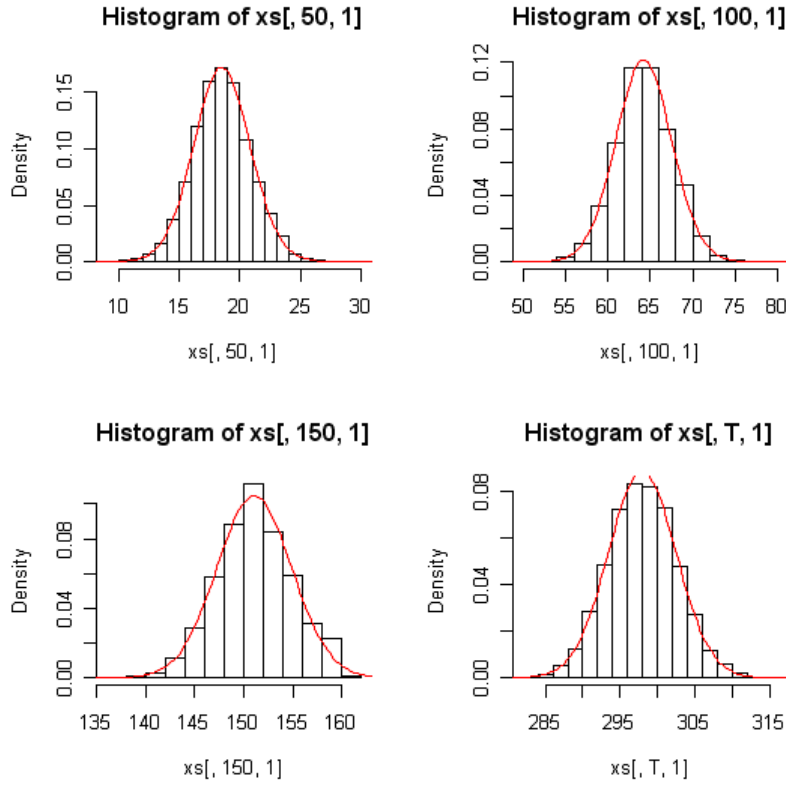 Histogram of xs[, 50, 1]
Density
0.00 0.05 0.10 0.15
10 15 20 25 30
xs[, 50, 1]
Histogram of xs[, 100, 1]
Density
0.00 0.04 0.08 0.12
50 55 60 65 70 75 80
xs[, 100, 1]
Histogram of xs[, 150, 1]
Density
0.00 0.04 0.08
135 140 145 150 155 160
xs[, 150, 1]
Histogram of xs[, T, 1]
Density
0.00 0.04 0.08
285 295 305 315
xs[, T, 1]